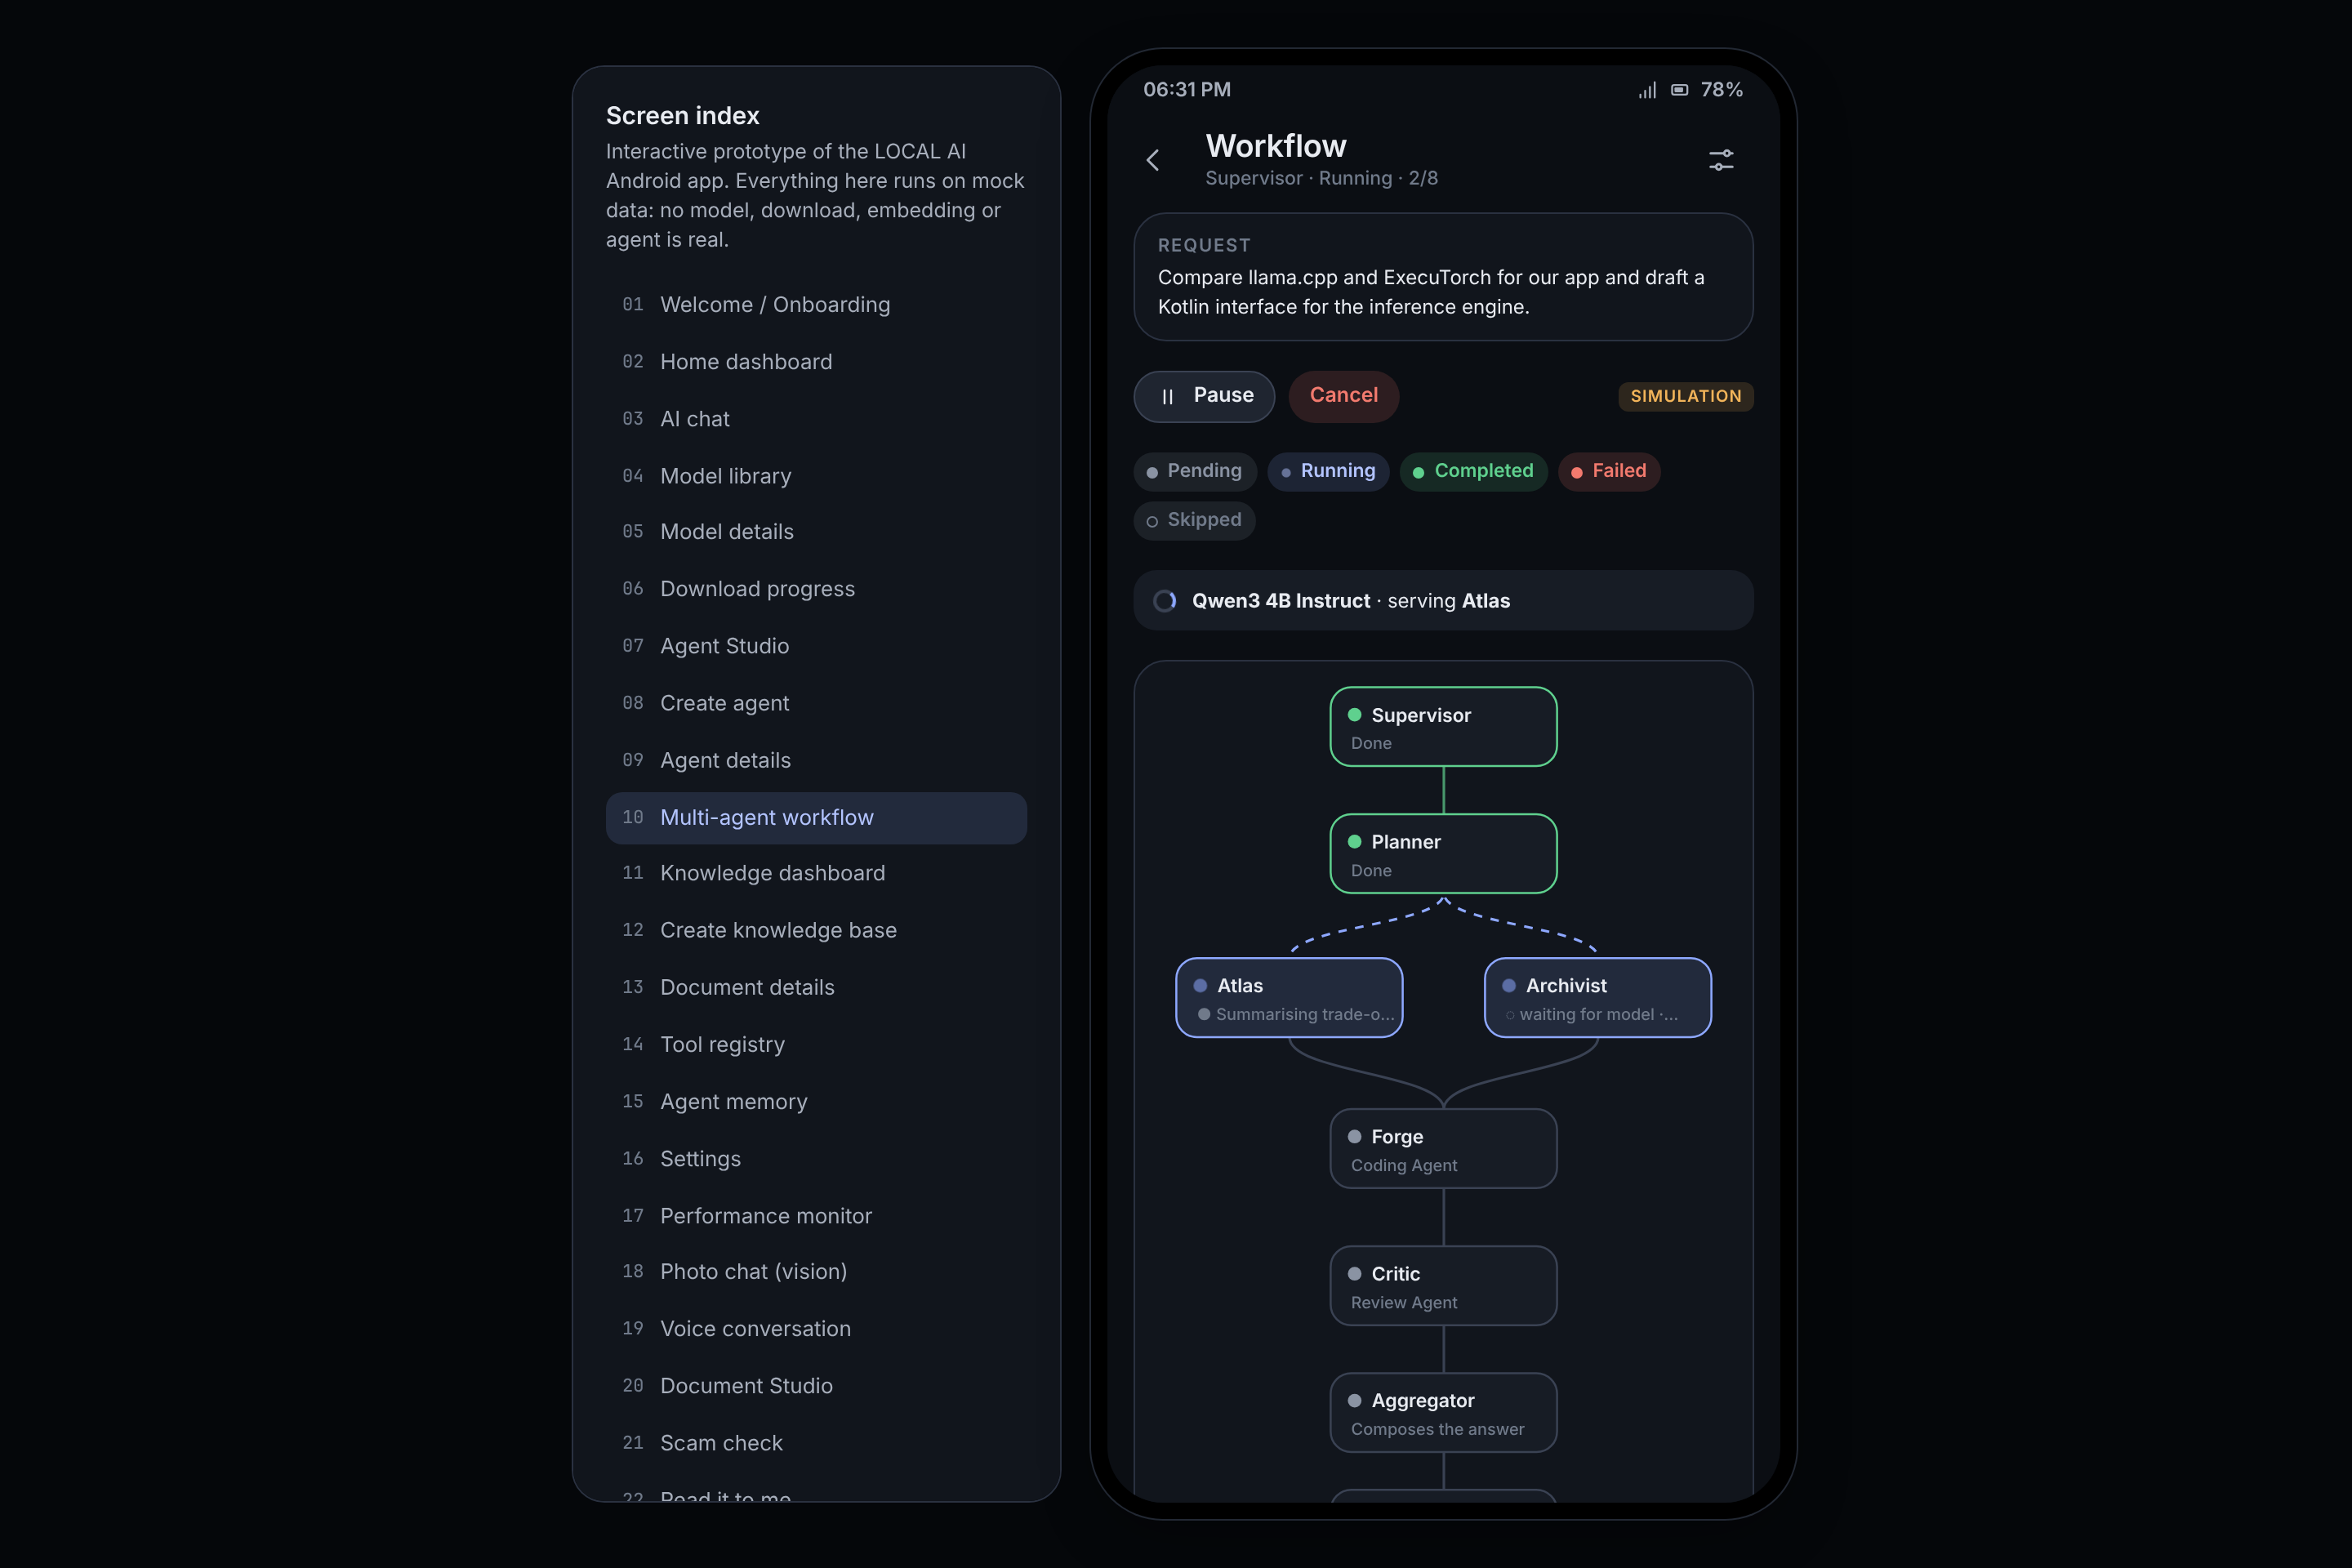 Screen index
Interactive prototype of the LOCAL AI
Android app. Everything here runs on mock
data: no model, download, embedding or
agent is real.
01 Welcome / Onboarding
02 Home dashboard
03 AI chat
04 Model library
05 Model details
06 Download progress
07 Agent Studio
08 Create agent
09 Agent details
10 Multi-agent workflow
11 Knowledge dashboard
12 Create knowledge base
13 Document details
14 Tool registry
15 Agent memory
16 Settings
17 Performance monitor
18 Photo chat (vision)
19 Voice conversation
20 Document Studio
21 Scam check
22 Read it to me
06:31 PM
78%
Workflow
Supervisor · Running · 2/8
REQUEST
Compare llama.cpp and ExecuTorch for our app and draft a
Kotlin interface for the inference engine.
Pause
Cancel
SIMULATION
Pending
Running
Completed
Failed
Skipped
Qwen3 4B Instruct · serving Atlas
Supervisor
Done
Planner
Done
Atlas
Summarising trade-o…
Archivist
waiting for model ·…
Forge
Coding Agent
Critic
Review Agent
Aggregator
Composes the answer